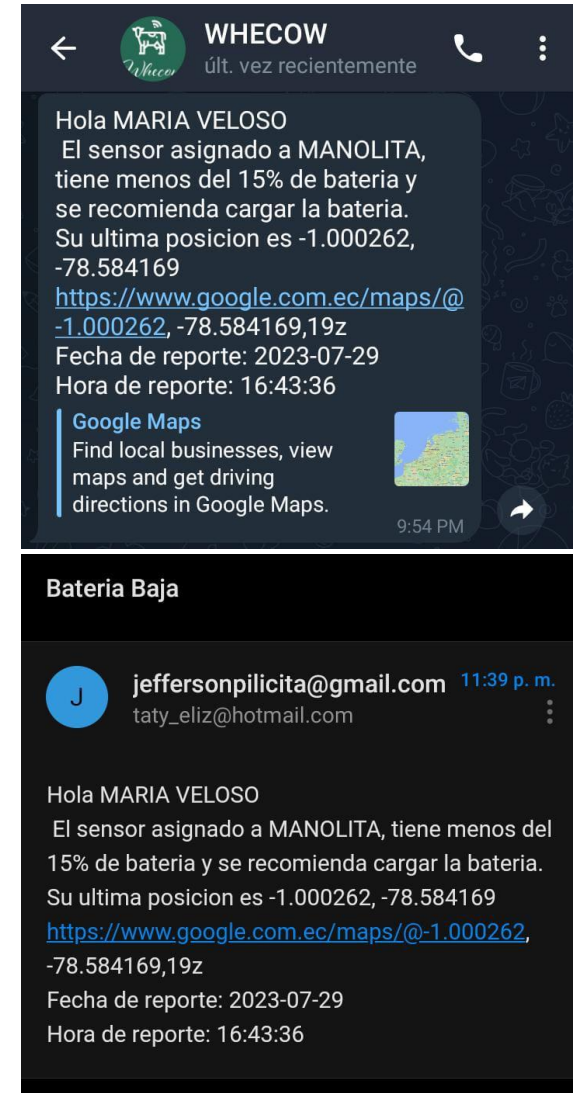 WHECOW
Whecow
últ. vez recientemente
Hola MARIA VELOSO
El sensor asignado a MANOLITA,
tiene menos del 15% de bateria y
se recomienda cargar la bateria.
Su ultima posicion es -1.000262,
-78.584169
https://www.google.com.ec/maps/@
-1.000262, -78.584169,19z
Fecha de reporte: 2023-07-29
Hora de reporte: 16:43:36
Google Maps
Find local businesses, view
maps and get driving
directions in Google Maps.
9:54 PM
Bateria Baja
J
jeffersonpilicita@gmail.com 11:39 p. m.
taty_eliz@hotmail.com
Hola MARIA VELOSO
El sensor asignado a MANOLITA, tiene menos del
15% de bateria y se recomienda cargar la bateria.
Su ultima posicion es -1.000262, -78.584169
https://www.google.com.ec/maps/@-1.000262,
-78.584169,19z
Fecha de reporte: 2023-07-29
Hora de reporte: 16:43:36